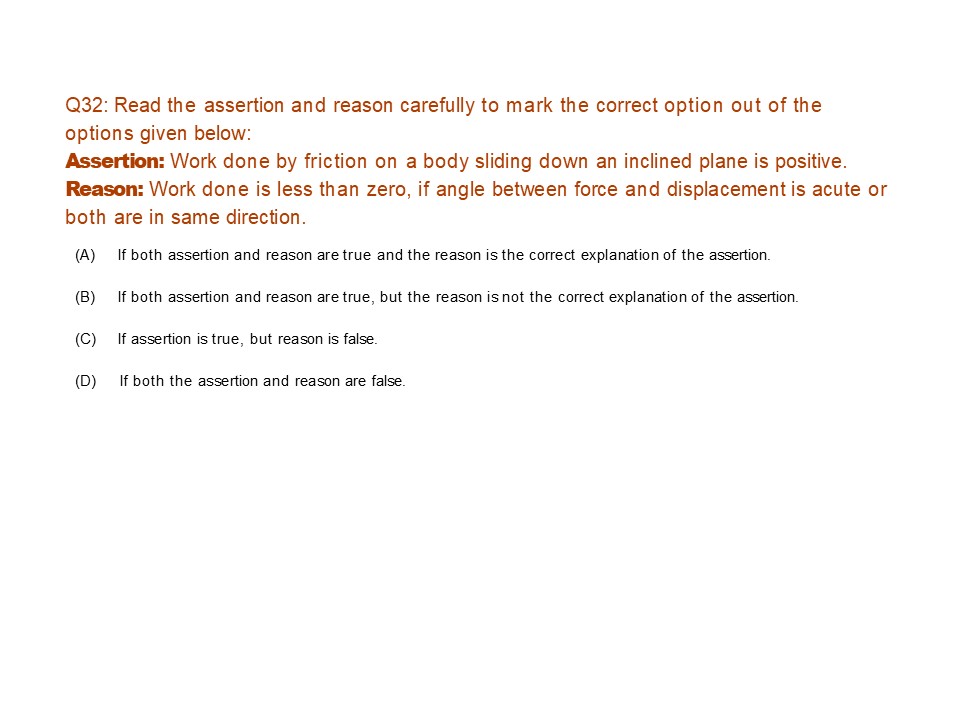 Q32: Read the assertion and reason carefully to mark the correct option out of the
options given below:
Assertion: Work done by friction on a body sliding down an inclined plane is positive.
Reason: Work done is less than zero, if angle between force and displacement is acute or
both are in same direction.
(A) If both assertion and reason are true and the reason is the correct explanation of the assertion.
(B) If both assertion and reason are true, but the reason is not the correct explanation of the assertion.
(C) If assertion is true, but reason is false.
(D) If both the assertion and reason are false.